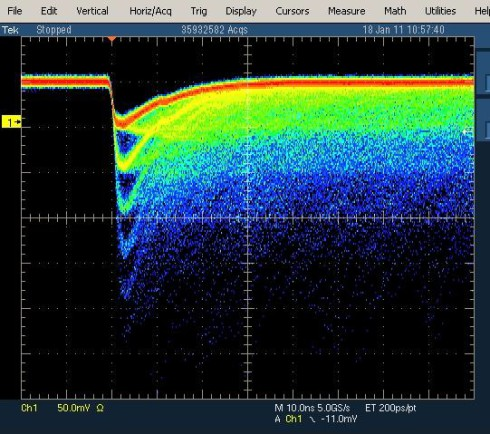 File Edit Vertical Horiz/Acq Trig Display Cursors Measure Math Utilities Help
Tek Stopped 35932582 Acqs 18 Jan 11 10:57:40
1
Ch1 50.0mV Ω M 10.0ns 5.0GS/s ET 200ps/pt
A Ch1 ∖ -11.0mV